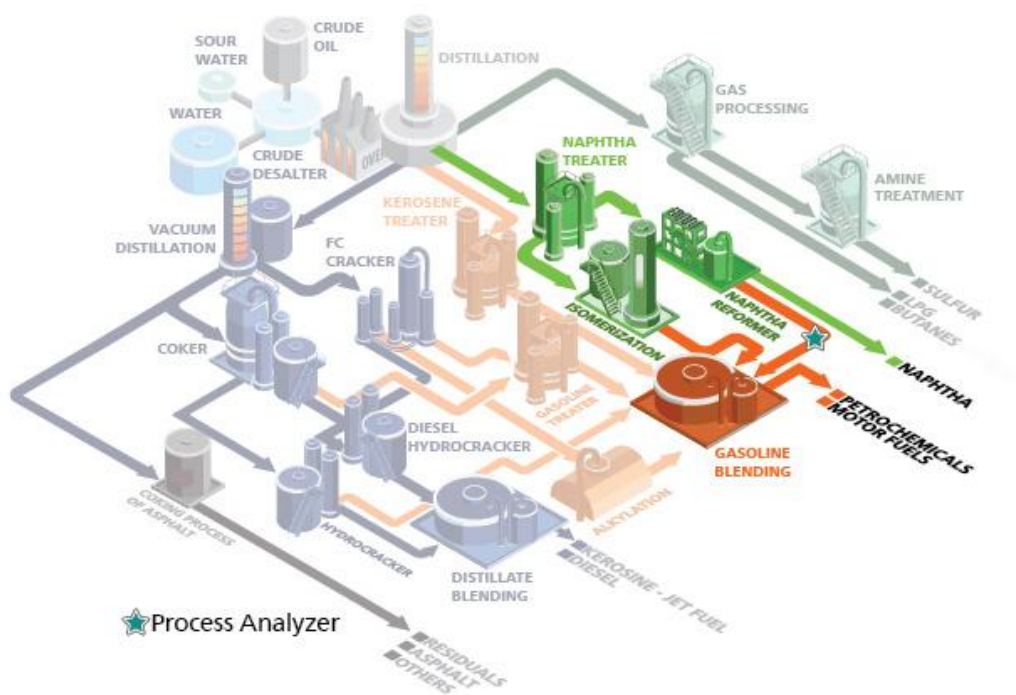 CRUDE
OIL
SOUR
WATER
DISTILLATION
GAS
PROCESSING
WATER
CRUDE
DESALTER
OVEN
NAPHTHA
TREATER
AMINE
TREATMENT
KEROSENE
TREATER
VACUUM
DISTILLATION
FC
CRACKER
SULFUR
LPG
BUTANES
NAPHTHA
REFORMER
ISOMERIZATION
COKER
NAPHTHA
PETROCHEMICALS
MOTOR FUELS
GASOLINE
TREATER
DIESEL
HYDROCRACKER
GASOLINE
BLENDING
COKING PROCESS
OF ASPHALT
ALKYLATION
HYDROCRACKER
KEROSINE - JET FUEL
DIESEL
DISTILLATE
BLENDING
Process Analyzer
RESIDUALS
ASPHALT
OTHERS